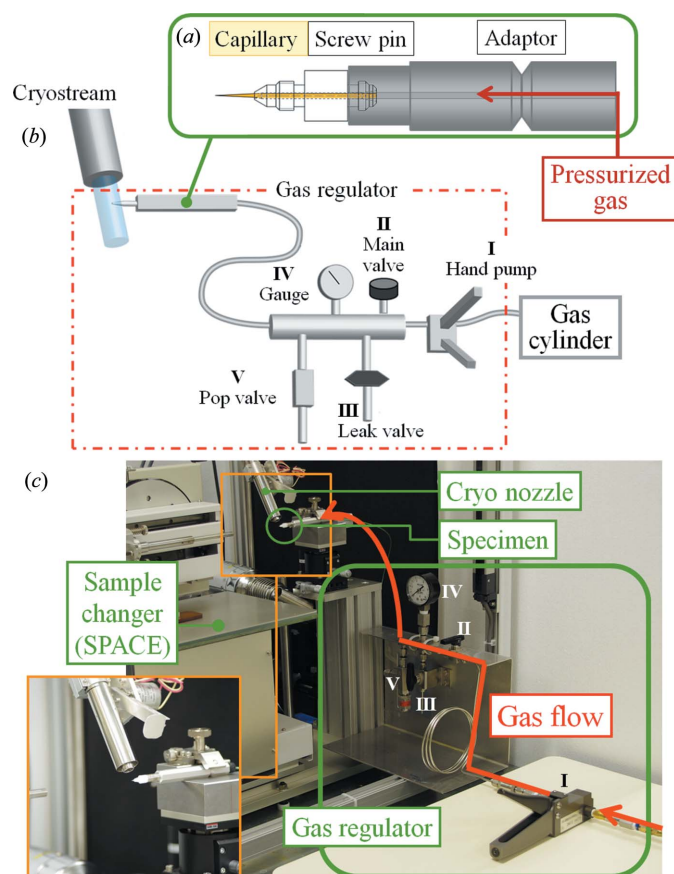 (a)
Capillary
Screw pin
Adaptor
Cryostream
(b)
Pressurized
gas
Gas regulator
II
Main
valve
I
Hand pump
IV
Gauge
Gas
cylinder
V
Pop valve
III
Leak valve
(c)
Cryo nozzle
Specimen
Sample
changer
(SPACE)
IV
II
V
III
Gas flow
I
Gas regulator